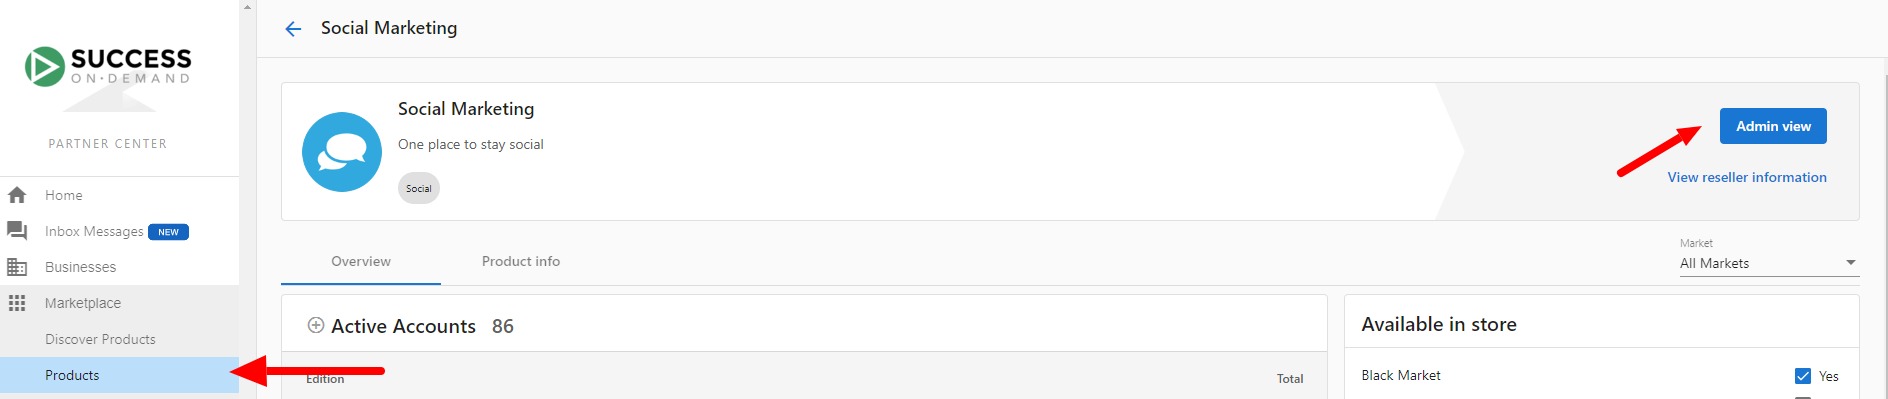 SUCCESS
ON·DEMAND
PARTNER CENTER
Home
Inbox Messages NEW
Businesses
Marketplace
Discover Products
Products
Social Marketing
Social Marketing
One place to stay social
Social
Admin view
View reseller information
Overview
Product info
Market
All Markets
Active Accounts 86
Edition
Total
Available in store
Black Market
Yes